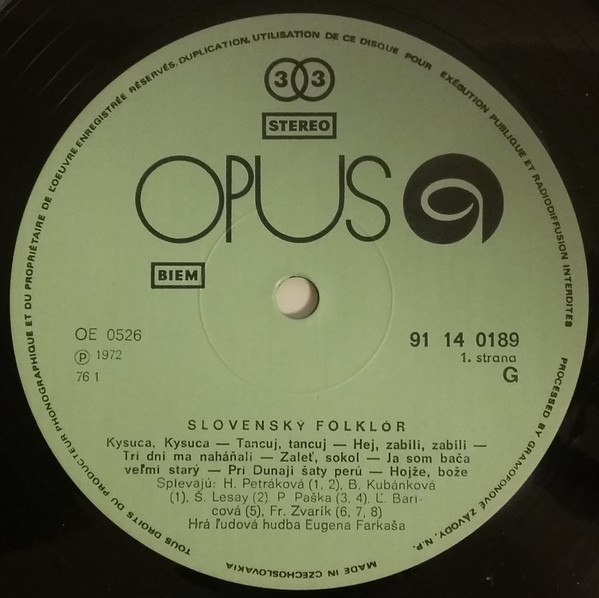 TOUS DROITS DU PRODUCTEUR PHONOGRAPHIQUE ET DU PROPRIÉTAIRE DE L'OEUVRE ENREGISTRÉE RÉSERVÉS. DUPLICATION, UTILISATION DE CE DISQUE POUR EXÉCUTION PUBLIQUE ET RADIODIFFUSION INTERDITES
33
STEREO
OPUS
BIEM
OE 0526
℗ 1972
76 1
91 14 0189
1. strana
G
SLOVENSKÝ FOLKLÓR
Kysuca, Kysuca — Tancuj, tancuj — Hej, zabili, zabili —
Tri dni ma naháňali — Zaleť, sokol — Ja som bača
veľmi starý — Pri Dunaji šaty perú — Hojže, bože
Splevajú: H. Petráková (1, 2), B. Kubánková
(1), Š. Lesay (2) P. Paška (3, 4). Ľ. Bari-
cová (5), Fr. Zvarík (6, 7, 8)
Hrá ľudová hudba Eugena Farkaša
PROCESSED BY GRAMOFONOVÉ ZÁVODY, N.P.
MADE IN CZECHOSLOVAKIA